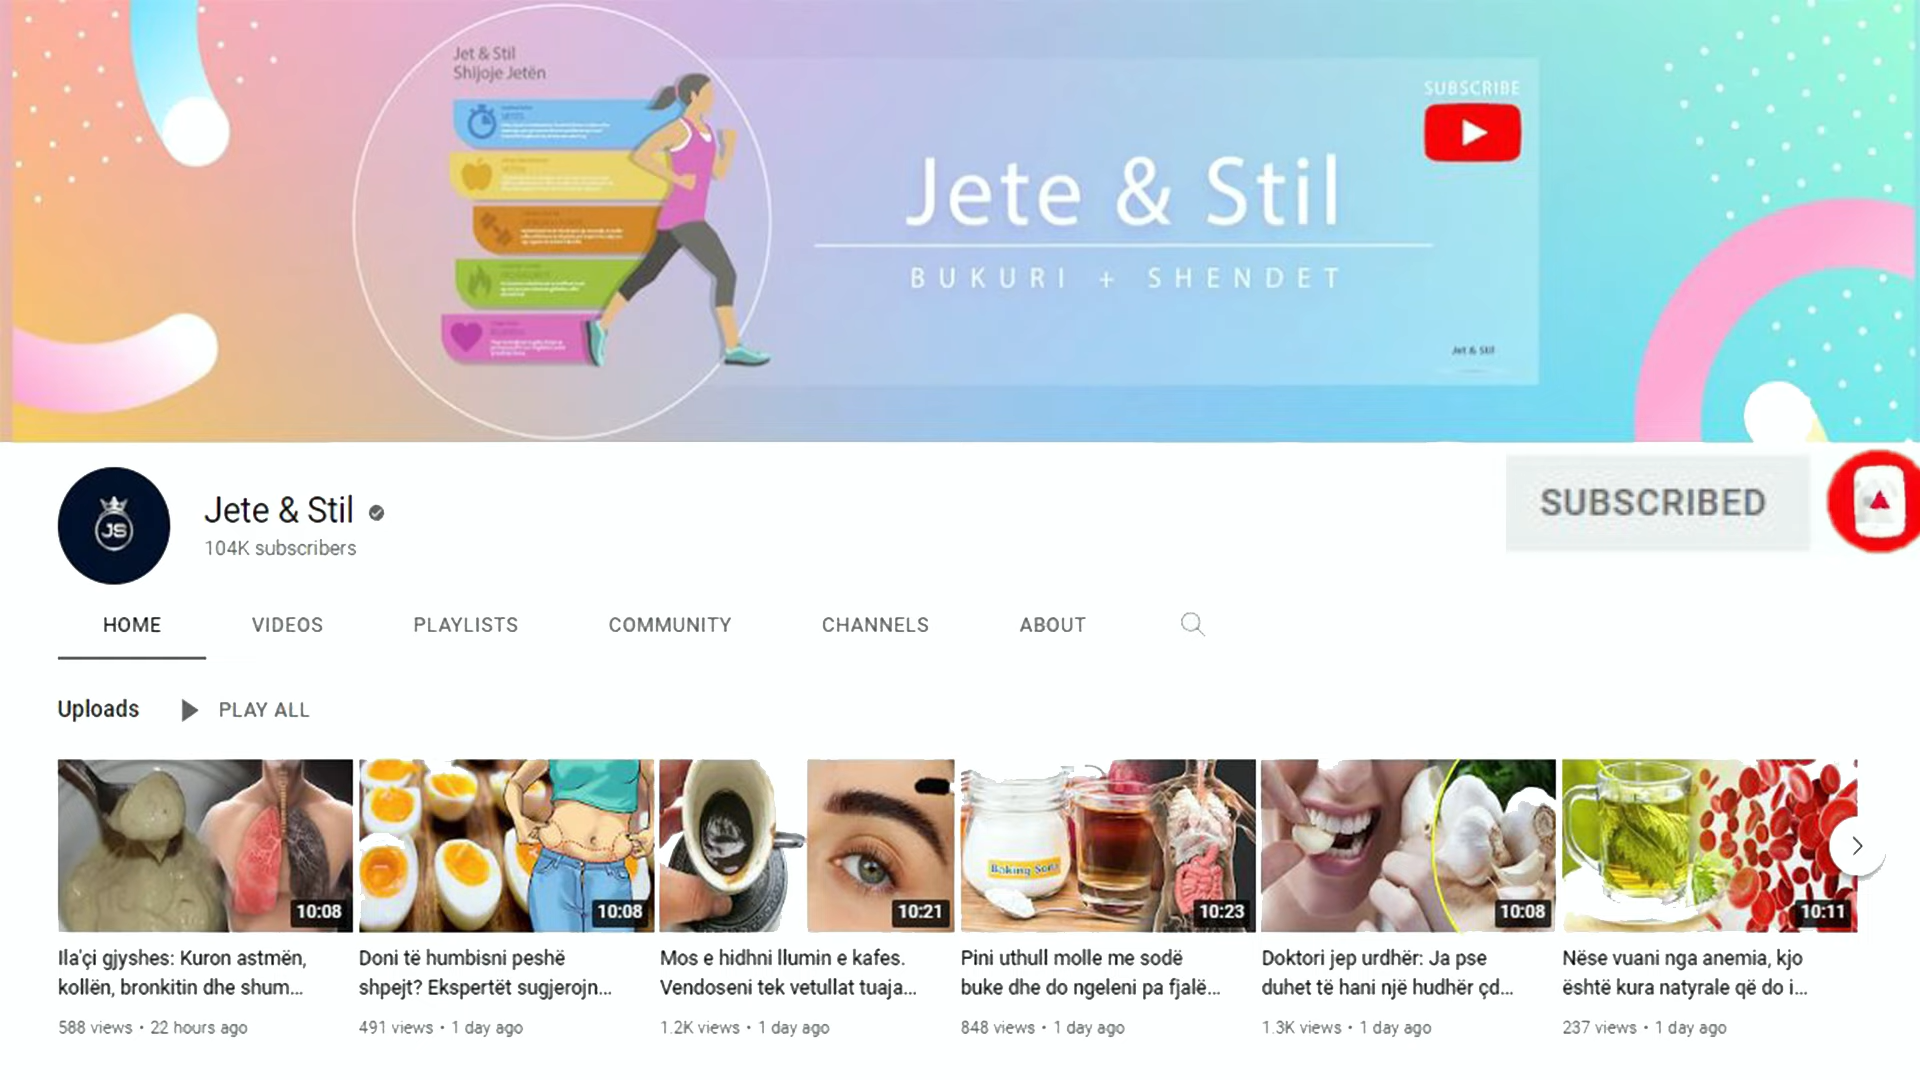 Jet & Stil
Shijoje Jetën
SUBSCRIBE
Jete & Stil
BUKURI + SHENDET
Jet & Stil
JS
Jete & Stil
104K subscribers
SUBSCRIBED
HOME VIDEOS PLAYLISTS COMMUNITY CHANNELS ABOUT
Uploads PLAY ALL
Baking Soda
10:08 10:08 10:21 10:23 10:08 10:11
Ila'çi gjyshes: Kuron astmën,
kollën, bronkitin dhe shum...
588 views • 22 hours ago
Doni të humbisni peshë
shpejt? Ekspertët sugjerojn...
491 views • 1 day ago
Mos e hidhni llumin e kafes.
Vendoseni tek vetullat tuaja...
1.2K views • 1 day ago
Pini uthull molle me sodë
buke dhe do ngeleni pa fjalë...
848 views • 1 day ago
Doktori jep urdhër: Ja pse
duhet të hani një hudhër çd...
1.3K views • 1 day ago
Nëse vuani nga anemia, kjo
është kura natyrale që do i...
237 views • 1 day ago